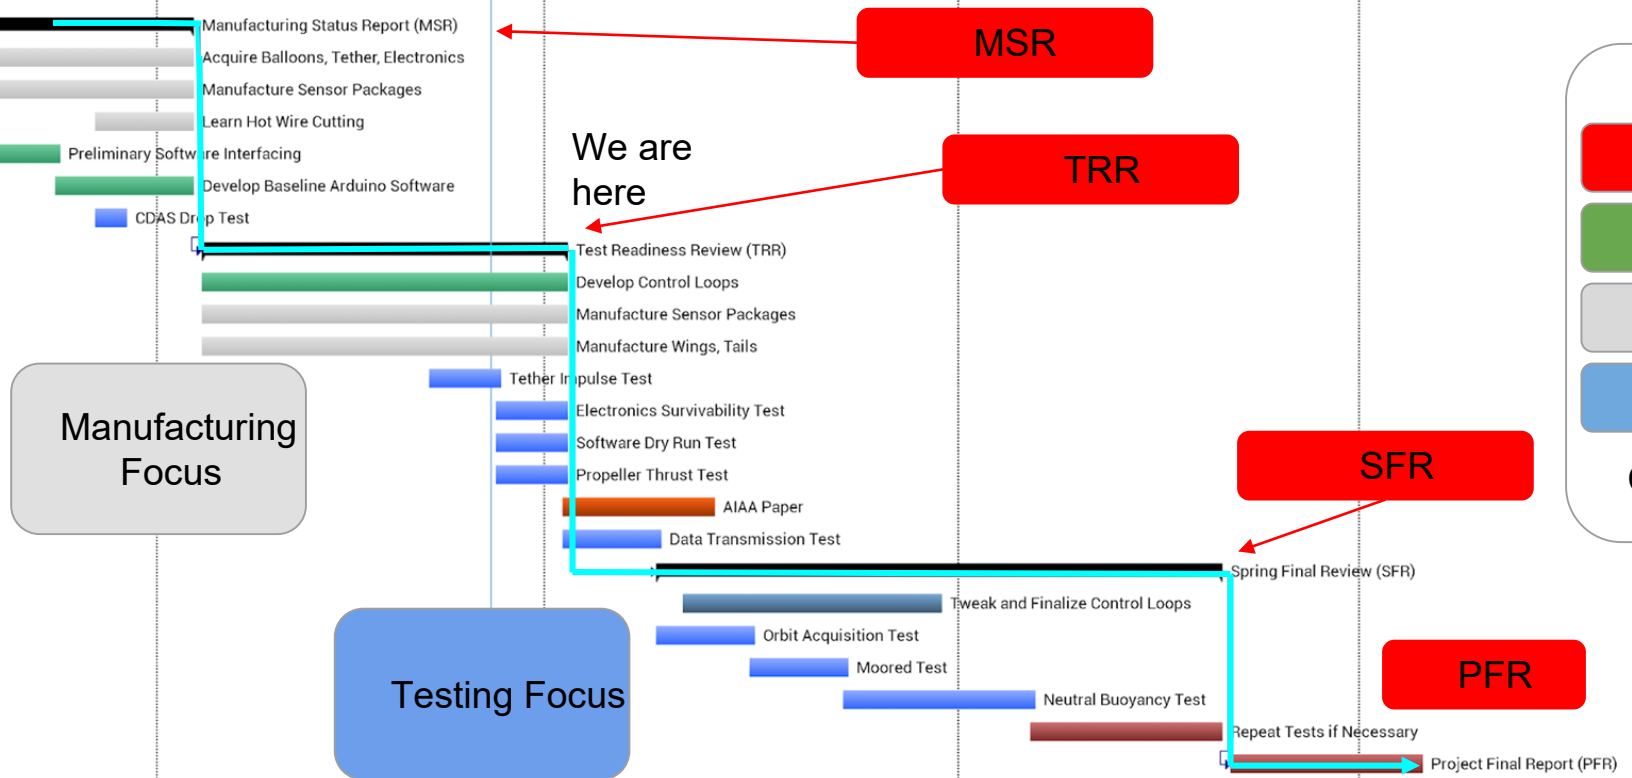 Manufacturing Status Report (MSR)
MSR
Acquire Balloons, Tether, Electronics
Manufacture Sensor Packages
Learn Hot Wire Cutting
We are
here
Preliminary Software Interfacing
TRR
Develop Baseline Arduino Software
CDAS Drop Test
Test Readiness Review (TRR)
Develop Control Loops
Manufacture Sensor Packages
Manufacture Wings, Tails
Tether Impulse Test
Manufacturing
Focus
Electronics Survivability Test
Software Dry Run Test
SFR
Propeller Thrust Test
AIAA Paper
Data Transmission Test
Spring Final Review (SFR)
Tweak and Finalize Control Loops
Orbit Acquisition Test
Moored Test
PFR
Testing Focus
Neutral Buoyancy Test
Repeat Tests if Necessary
Project Final Report (PFR)